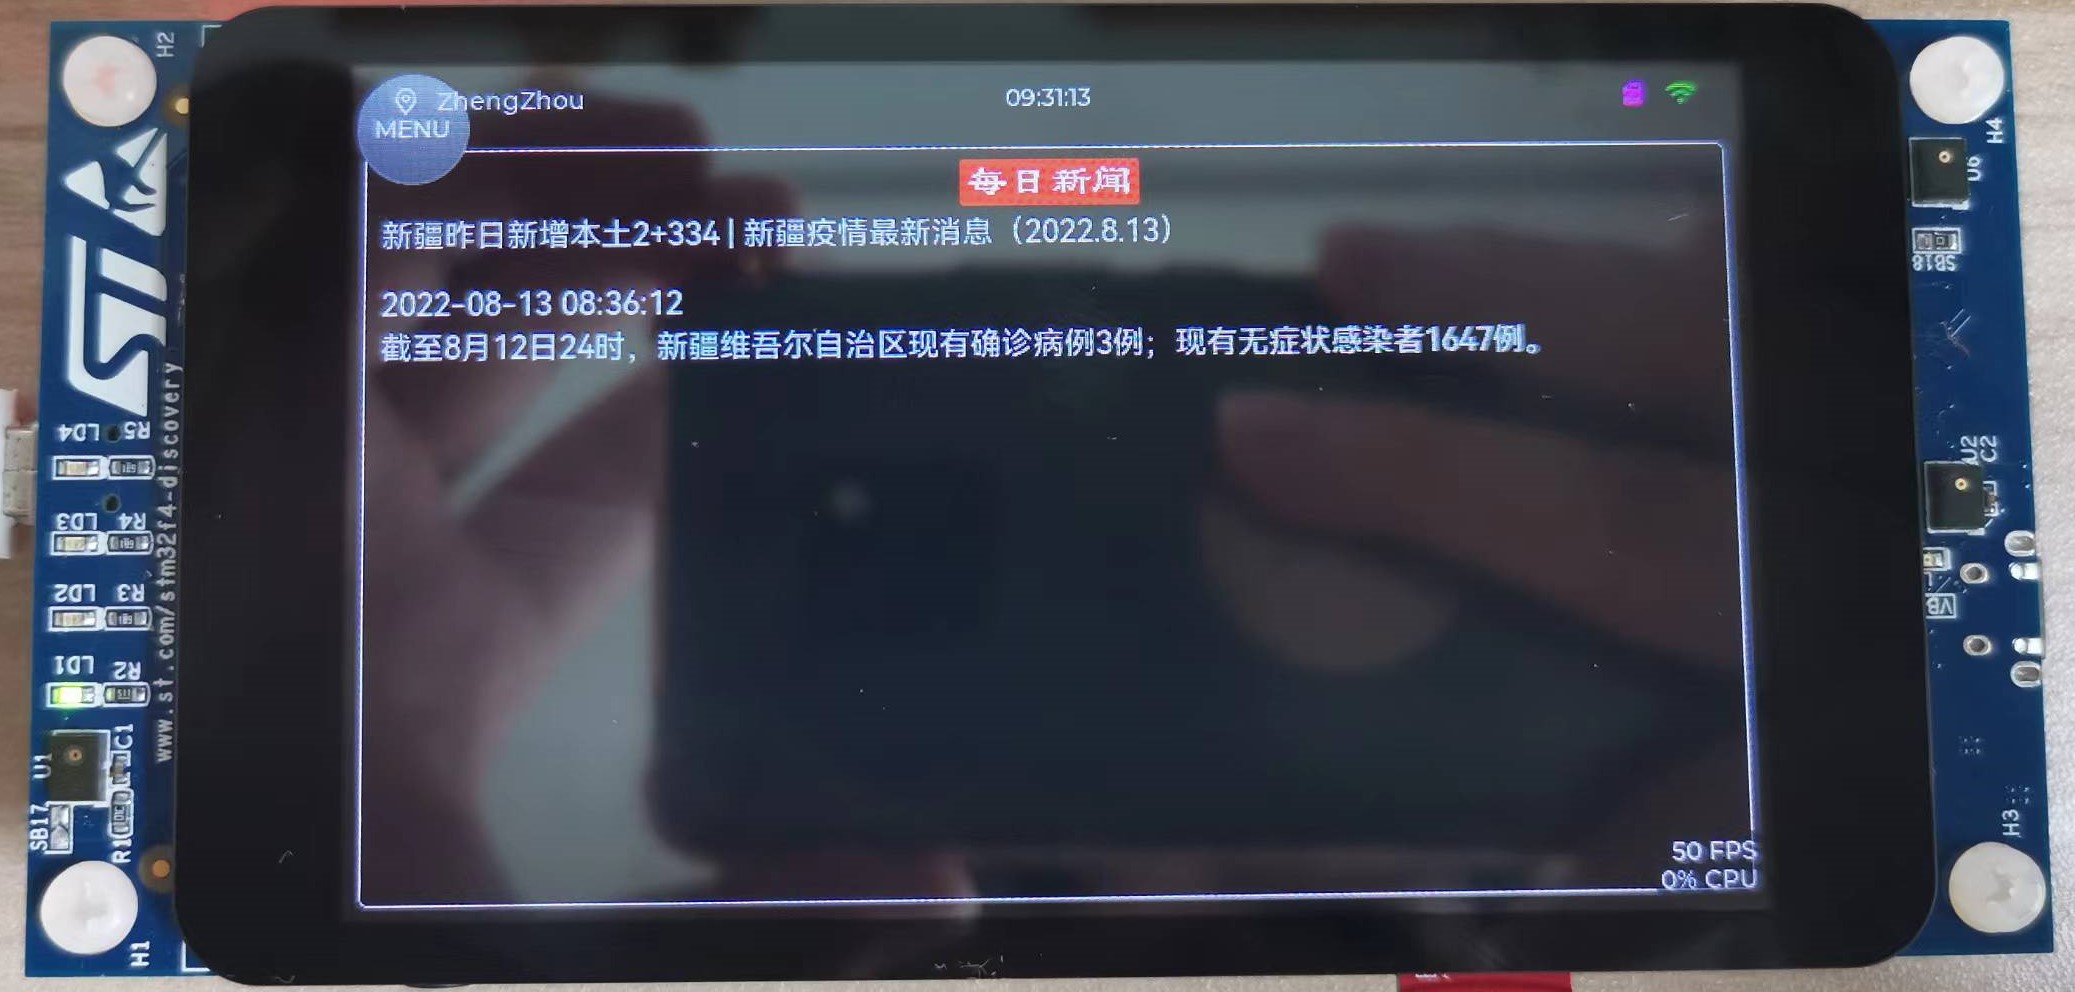 ZhengZhou
MENU
09:31:13
每日新闻
新疆昨日新增本土2+334 | 新疆疫情最新消息（2022.8.13）
2022-08-13 08:36:12
截至8月12日24时，新疆维吾尔自治区现有确诊病例3例；现有无症状感染者1647例。
50 FPS
0% CPU
H2
ST
www.st.com/stm32f4-discovery
LD4 R5
LD3 R4
LD2 R3
LD1 R2
U1
C1
SB17
R1
H1
H4
U6
SB18
U2
C2
H3